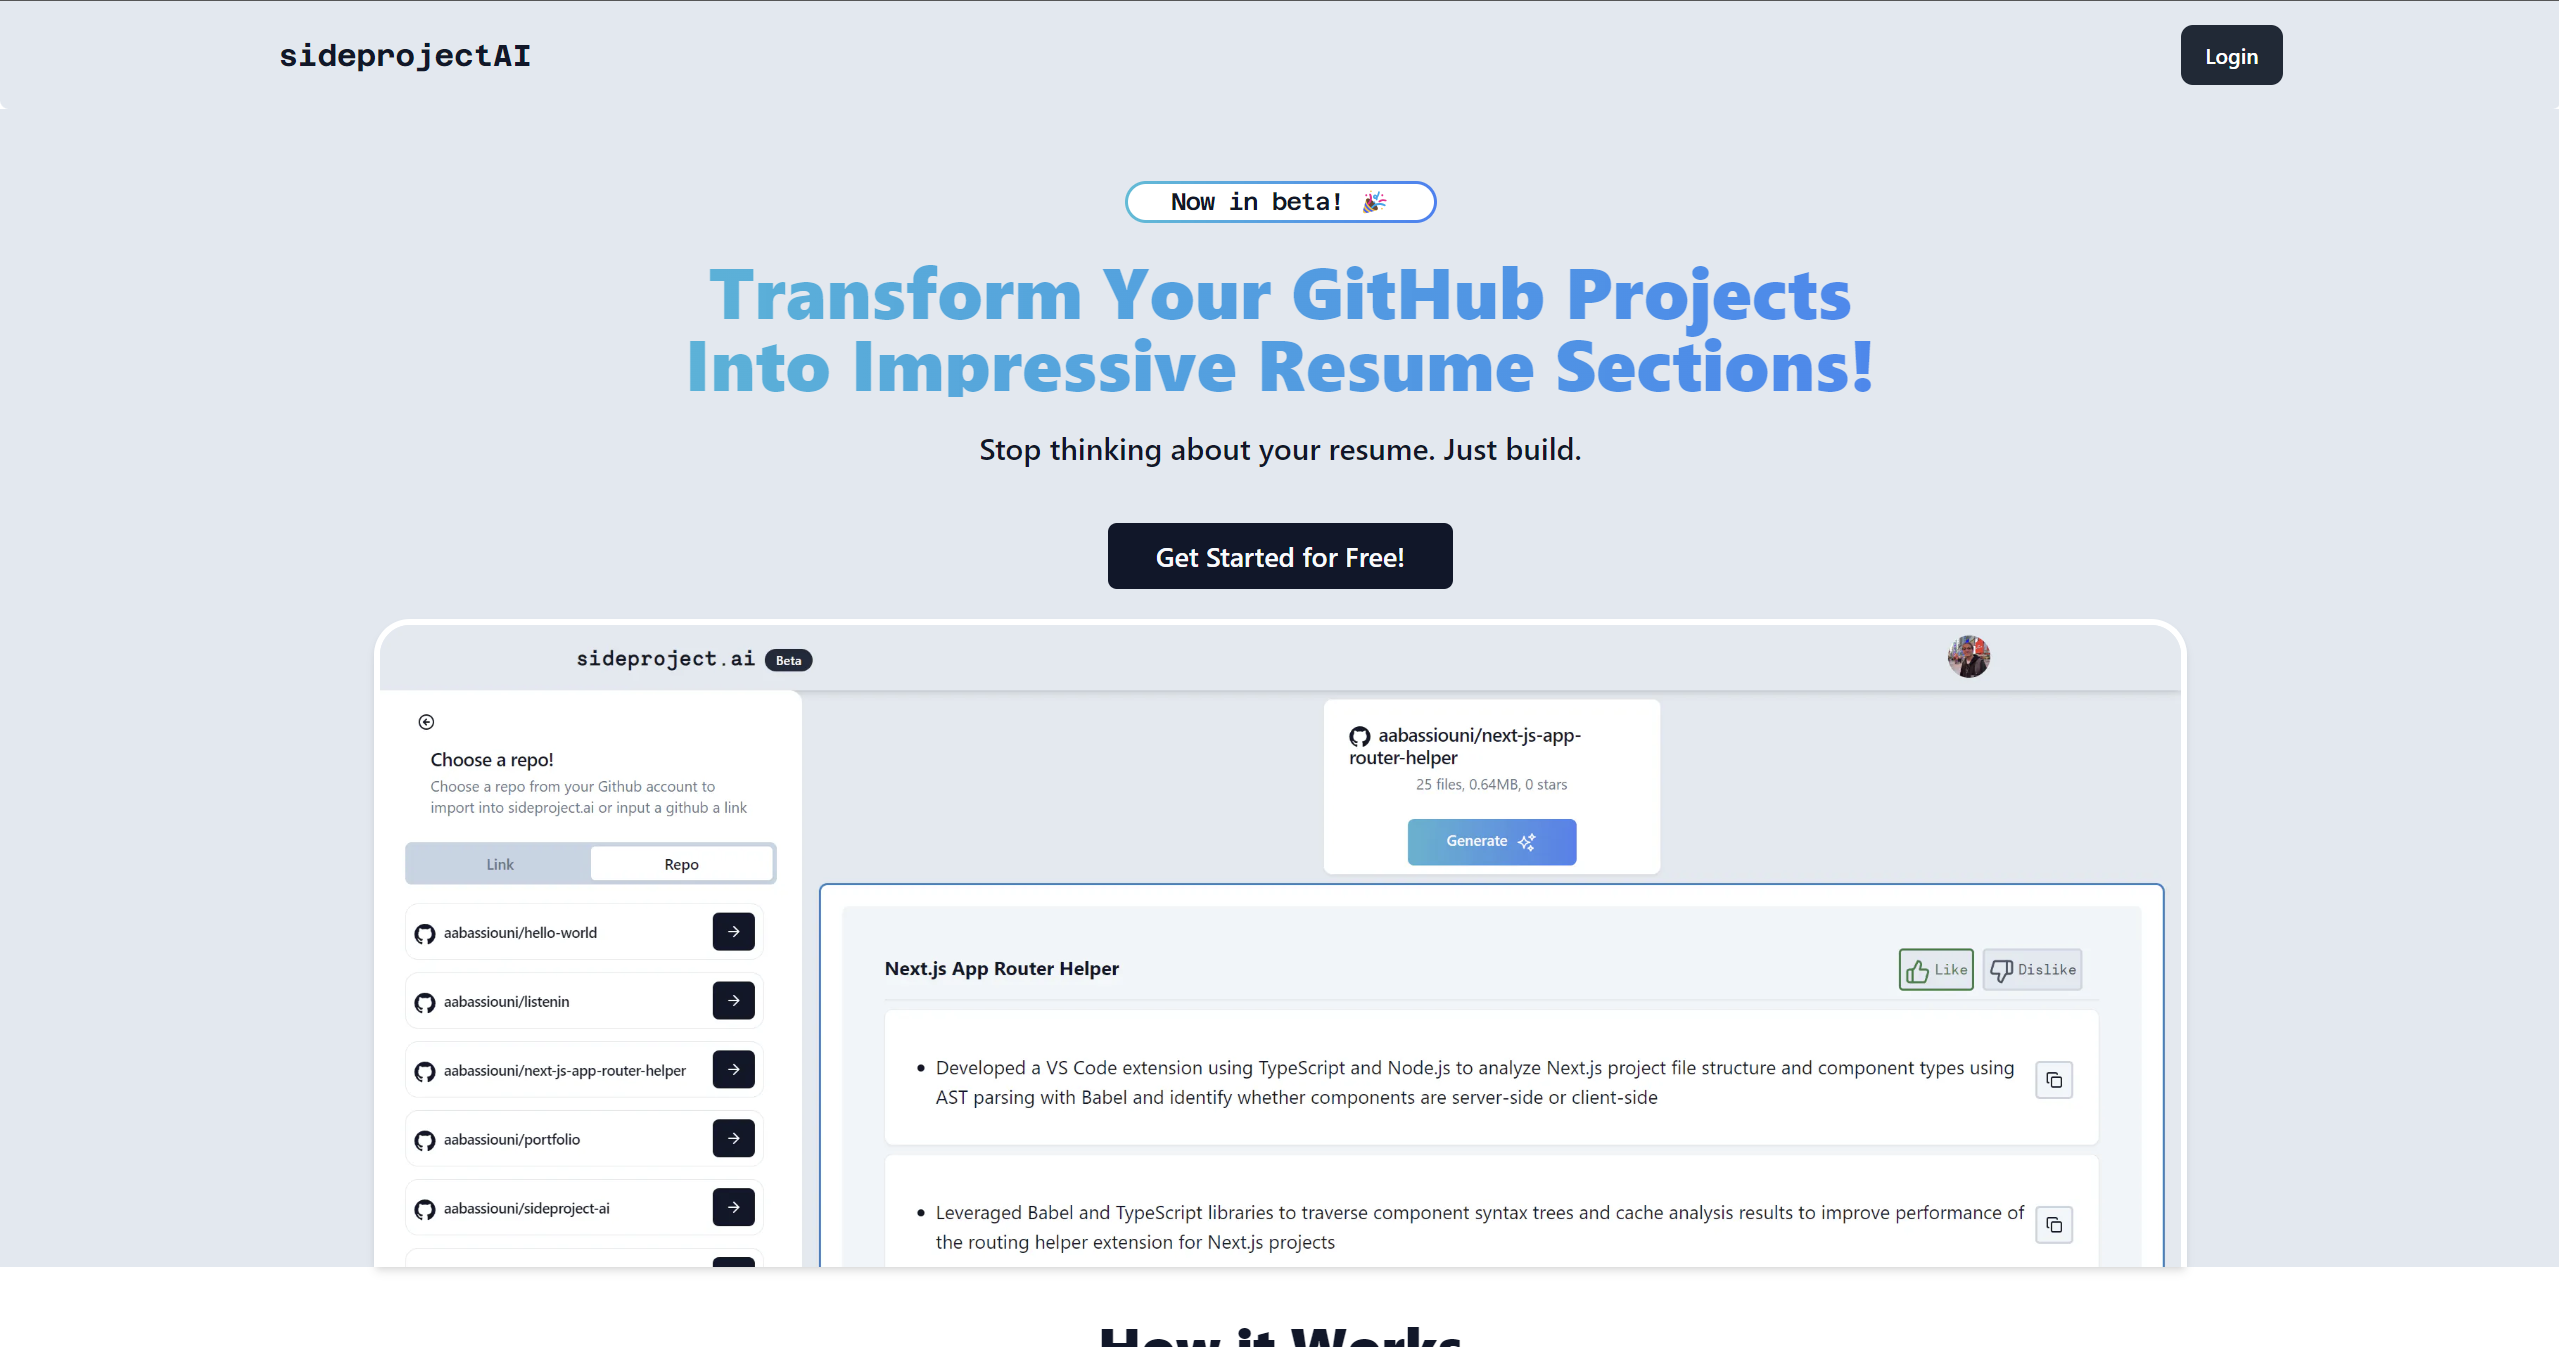 sideprojectAI
Login
Now in beta! 🎉
Transform Your GitHub Projects
Into Impressive Resume Sections!
Stop thinking about your resume. Just build.
Get Started for Free!
sideproject.ai Beta
Choose a repo!
Choose a repo from your Github account to
import into sideproject.ai or input a github a link
Link
Repo
aabassiouni/hello-world
aabassiouni/listenin
aabassiouni/next-js-app-router-helper
aabassiouni/portfolio
aabassiouni/sideproject-ai
aabassiouni/next-js-app-
router-helper
25 files, 0.64MB, 0 stars
Generate
Next.js App Router Helper
Like
Dislike
• Developed a VS Code extension using TypeScript and Node.js to analyze Next.js project file structure and component types using
AST parsing with Babel and identify whether components are server-side or client-side
• Leveraged Babel and TypeScript libraries to traverse component syntax trees and cache analysis results to improve performance of
the routing helper extension for Next.js projects
How it Works